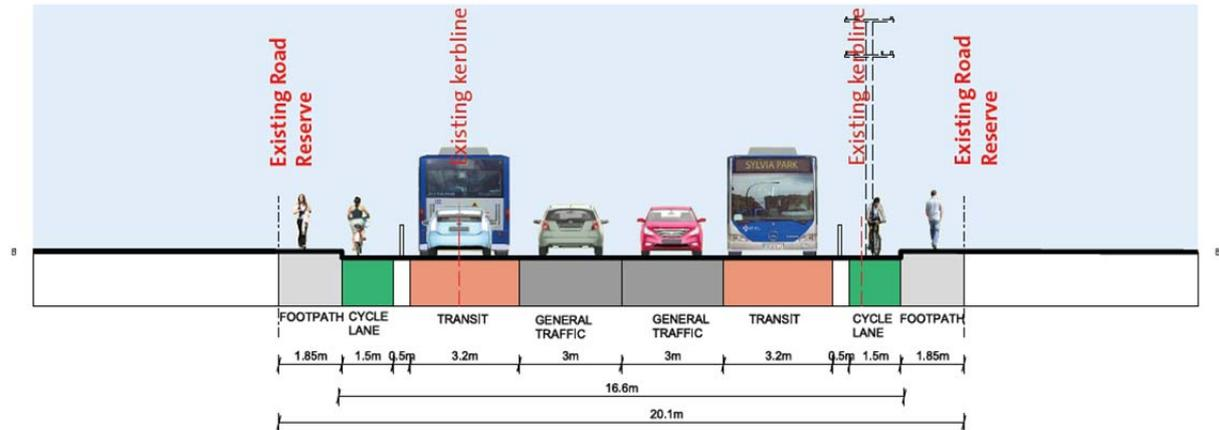 Existing Road
Reserve
Existing kerbline
Existing kerbline
Existing Road
Reserve
SYLVIA PARK
B
FOOTPATH
CYCLE
LANE
TRANSIT
GENERAL
TRAFFIC
GENERAL
TRAFFIC
TRANSIT
CYCLE
LANE
FOOTPATH
1.85m
1.5m
0.5m
3.2m
3m
3m
3.2m
0.5m
1.5m
1.85m
16.6m
20.1m